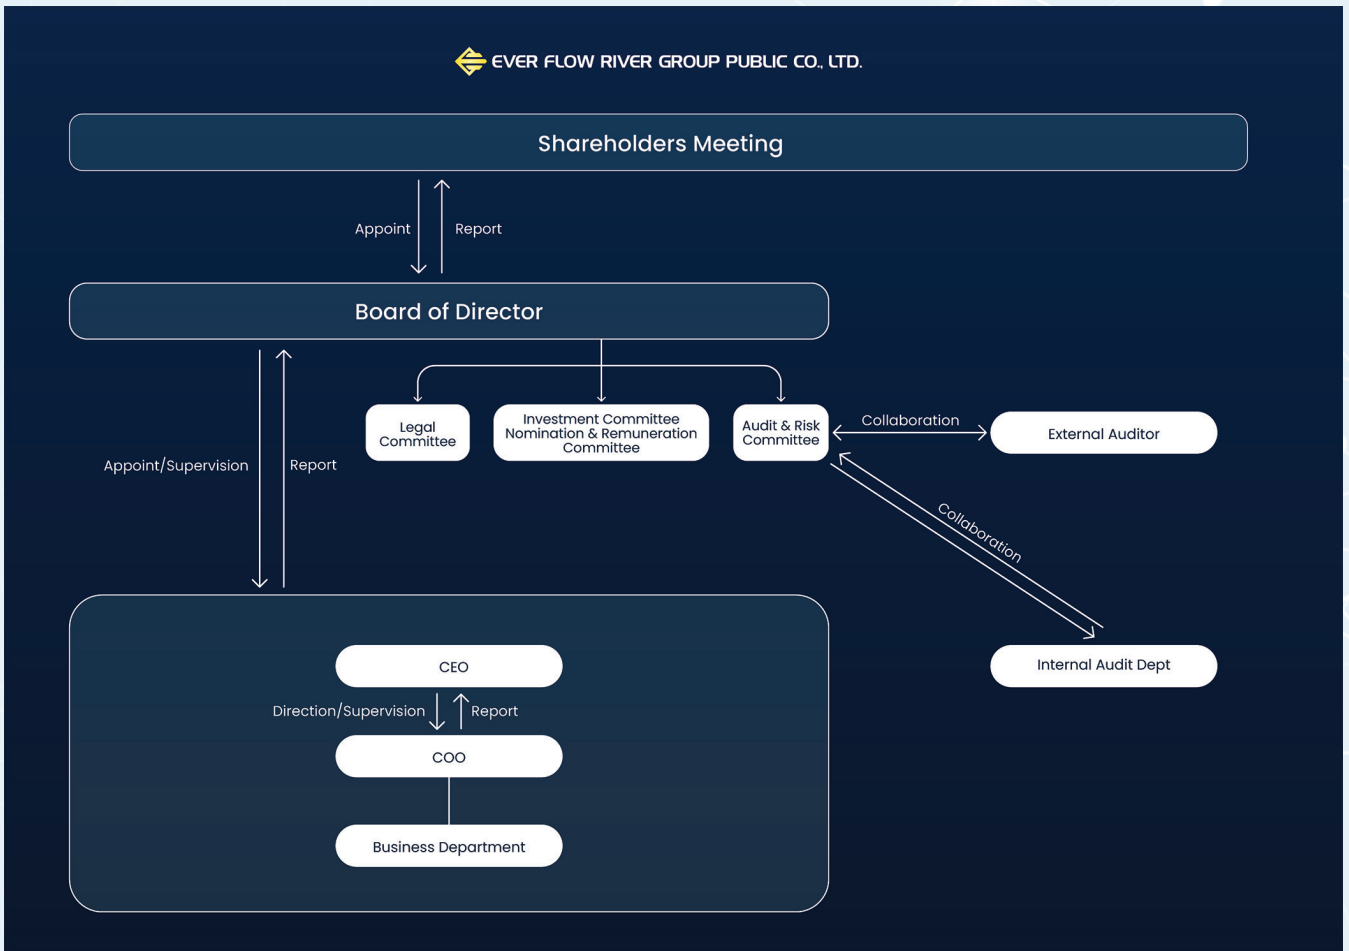 EVER FLOW RIVER GROUP PUBLIC CO., LTD.
Shareholders Meeting
Appoint
Report
Board of Director
Legal
Committee
Investment Committee
Nomination & Remuneration
Committee
Audit & Risk
Committee
Collaboration
External Auditor
Appoint/Supervision
Report
Collaboration
Internal Audit Dept
CEO
Direction/Supervision
Report
COO
Business Department